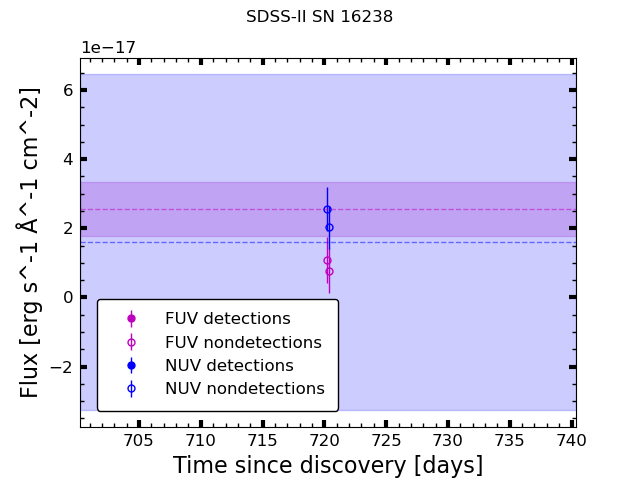 SDSS-II SN 16238
1e−17
6
4
2
0
−2
Flux [erg s^-1 Å^-1 cm^-2]
FUV detections
FUV nondetections
NUV detections
NUV nondetections
705 710 715 720 725 730 735 740
Time since discovery [days]